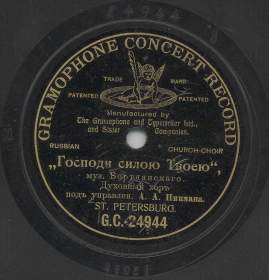 GRAMOPHONE CONCERT RECORD
TRADE MARK
PATENTED PATENTED
Manufactured by
The Gramophone and Typewriter Ltd.,
and Sister Companies.
RUSSIAN CHURCH-CHOIR
„Господи силою Твоею“,
муз. Бортнянскаго.
Духовный хоръ
подъ управлен. А. А.
ST. PETERSBURG.
G.C.-24944